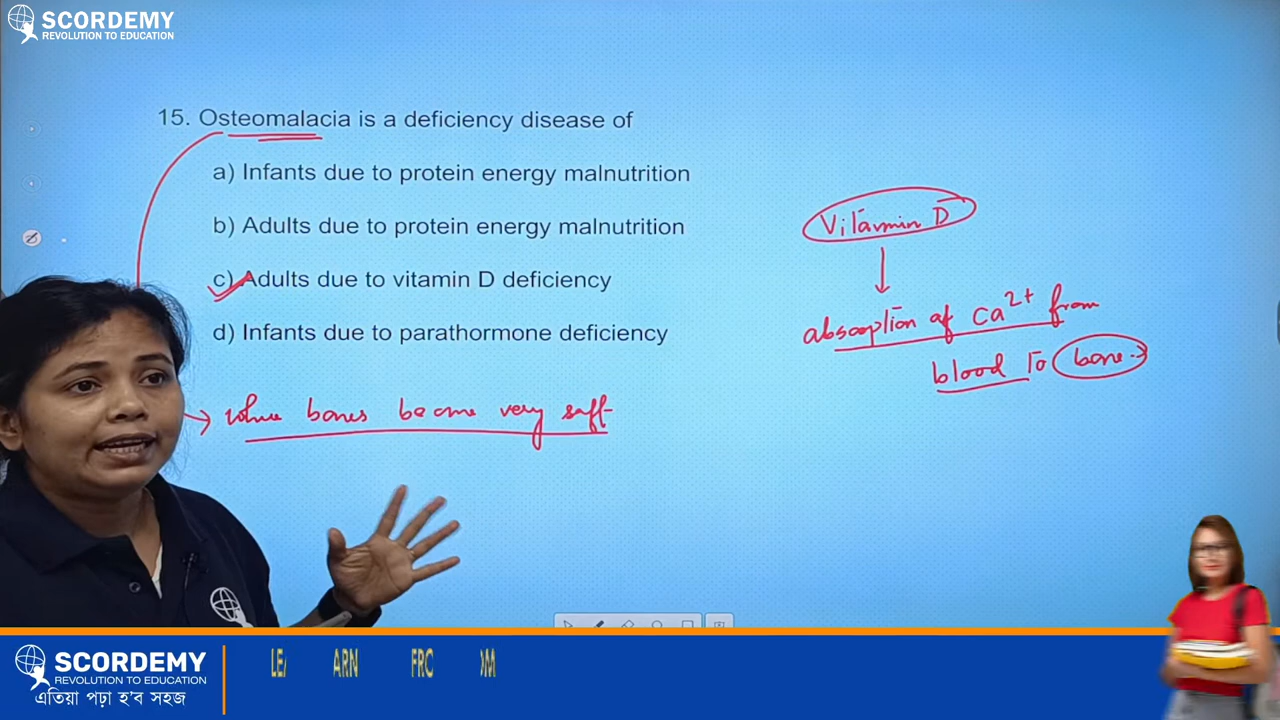 SCORDEMY
REVOLUTION TO EDUCATION
15. Osteomalacia is a deficiency disease of
a) Infants due to protein energy malnutrition
b) Adults due to protein energy malnutrition
c) Adults due to vitamin D deficiency
d) Infants due to parathormone deficiency
bones become very soft
Vitamin D
absorption of Ca2+ from
blood to bone
SCORDEMY
REVOLUTION TO EDUCATION
এতিয়া পঢ়া হ'ব সহজ
LEARN FROM